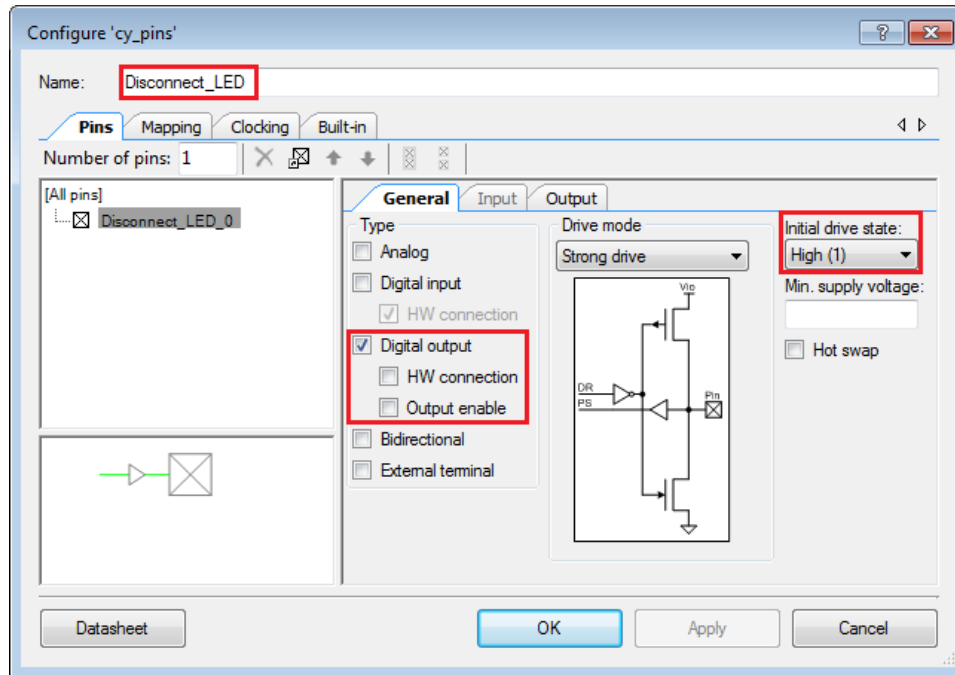 Configure 'cy_pins'
Name: Disconnect_LED
Pins Mapping Clocking Built-in
Number of pins: 1
[All pins]
Disconnect_LED_0
General Input Output
Type
Analog
Digital input
HW connection
Digital output
HW connection
Output enable
Bidirectional
External terminal
Drive mode
Strong drive
Vio
DR
PS
Pin
Initial drive state:
High (1)
Min. supply voltage:
Hot swap
Datasheet OK Apply Cancel